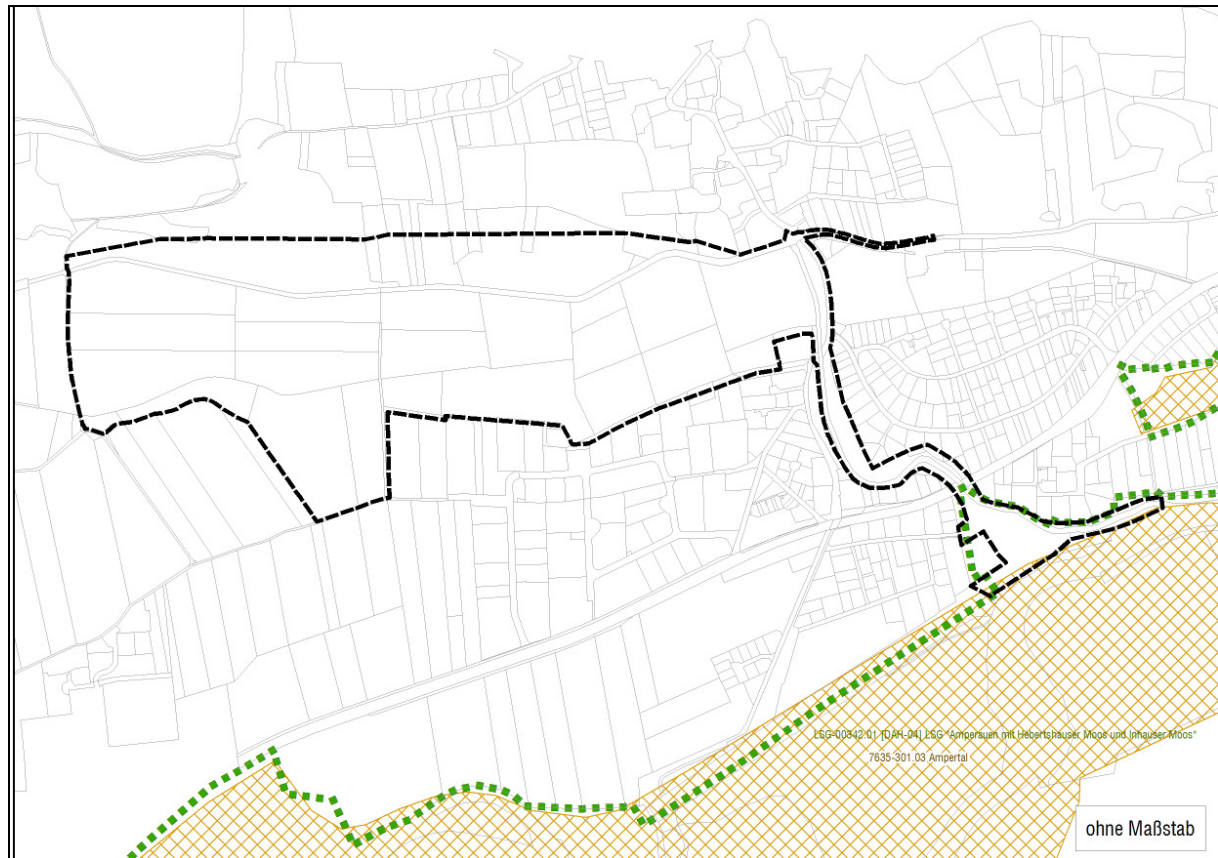 LSG-00342.01 [DAH-04] LSG "Amperauen mit Hebertshauser Moos und Inhauser Moos"
7635-301.03 Ampertal
ohne Maßstab